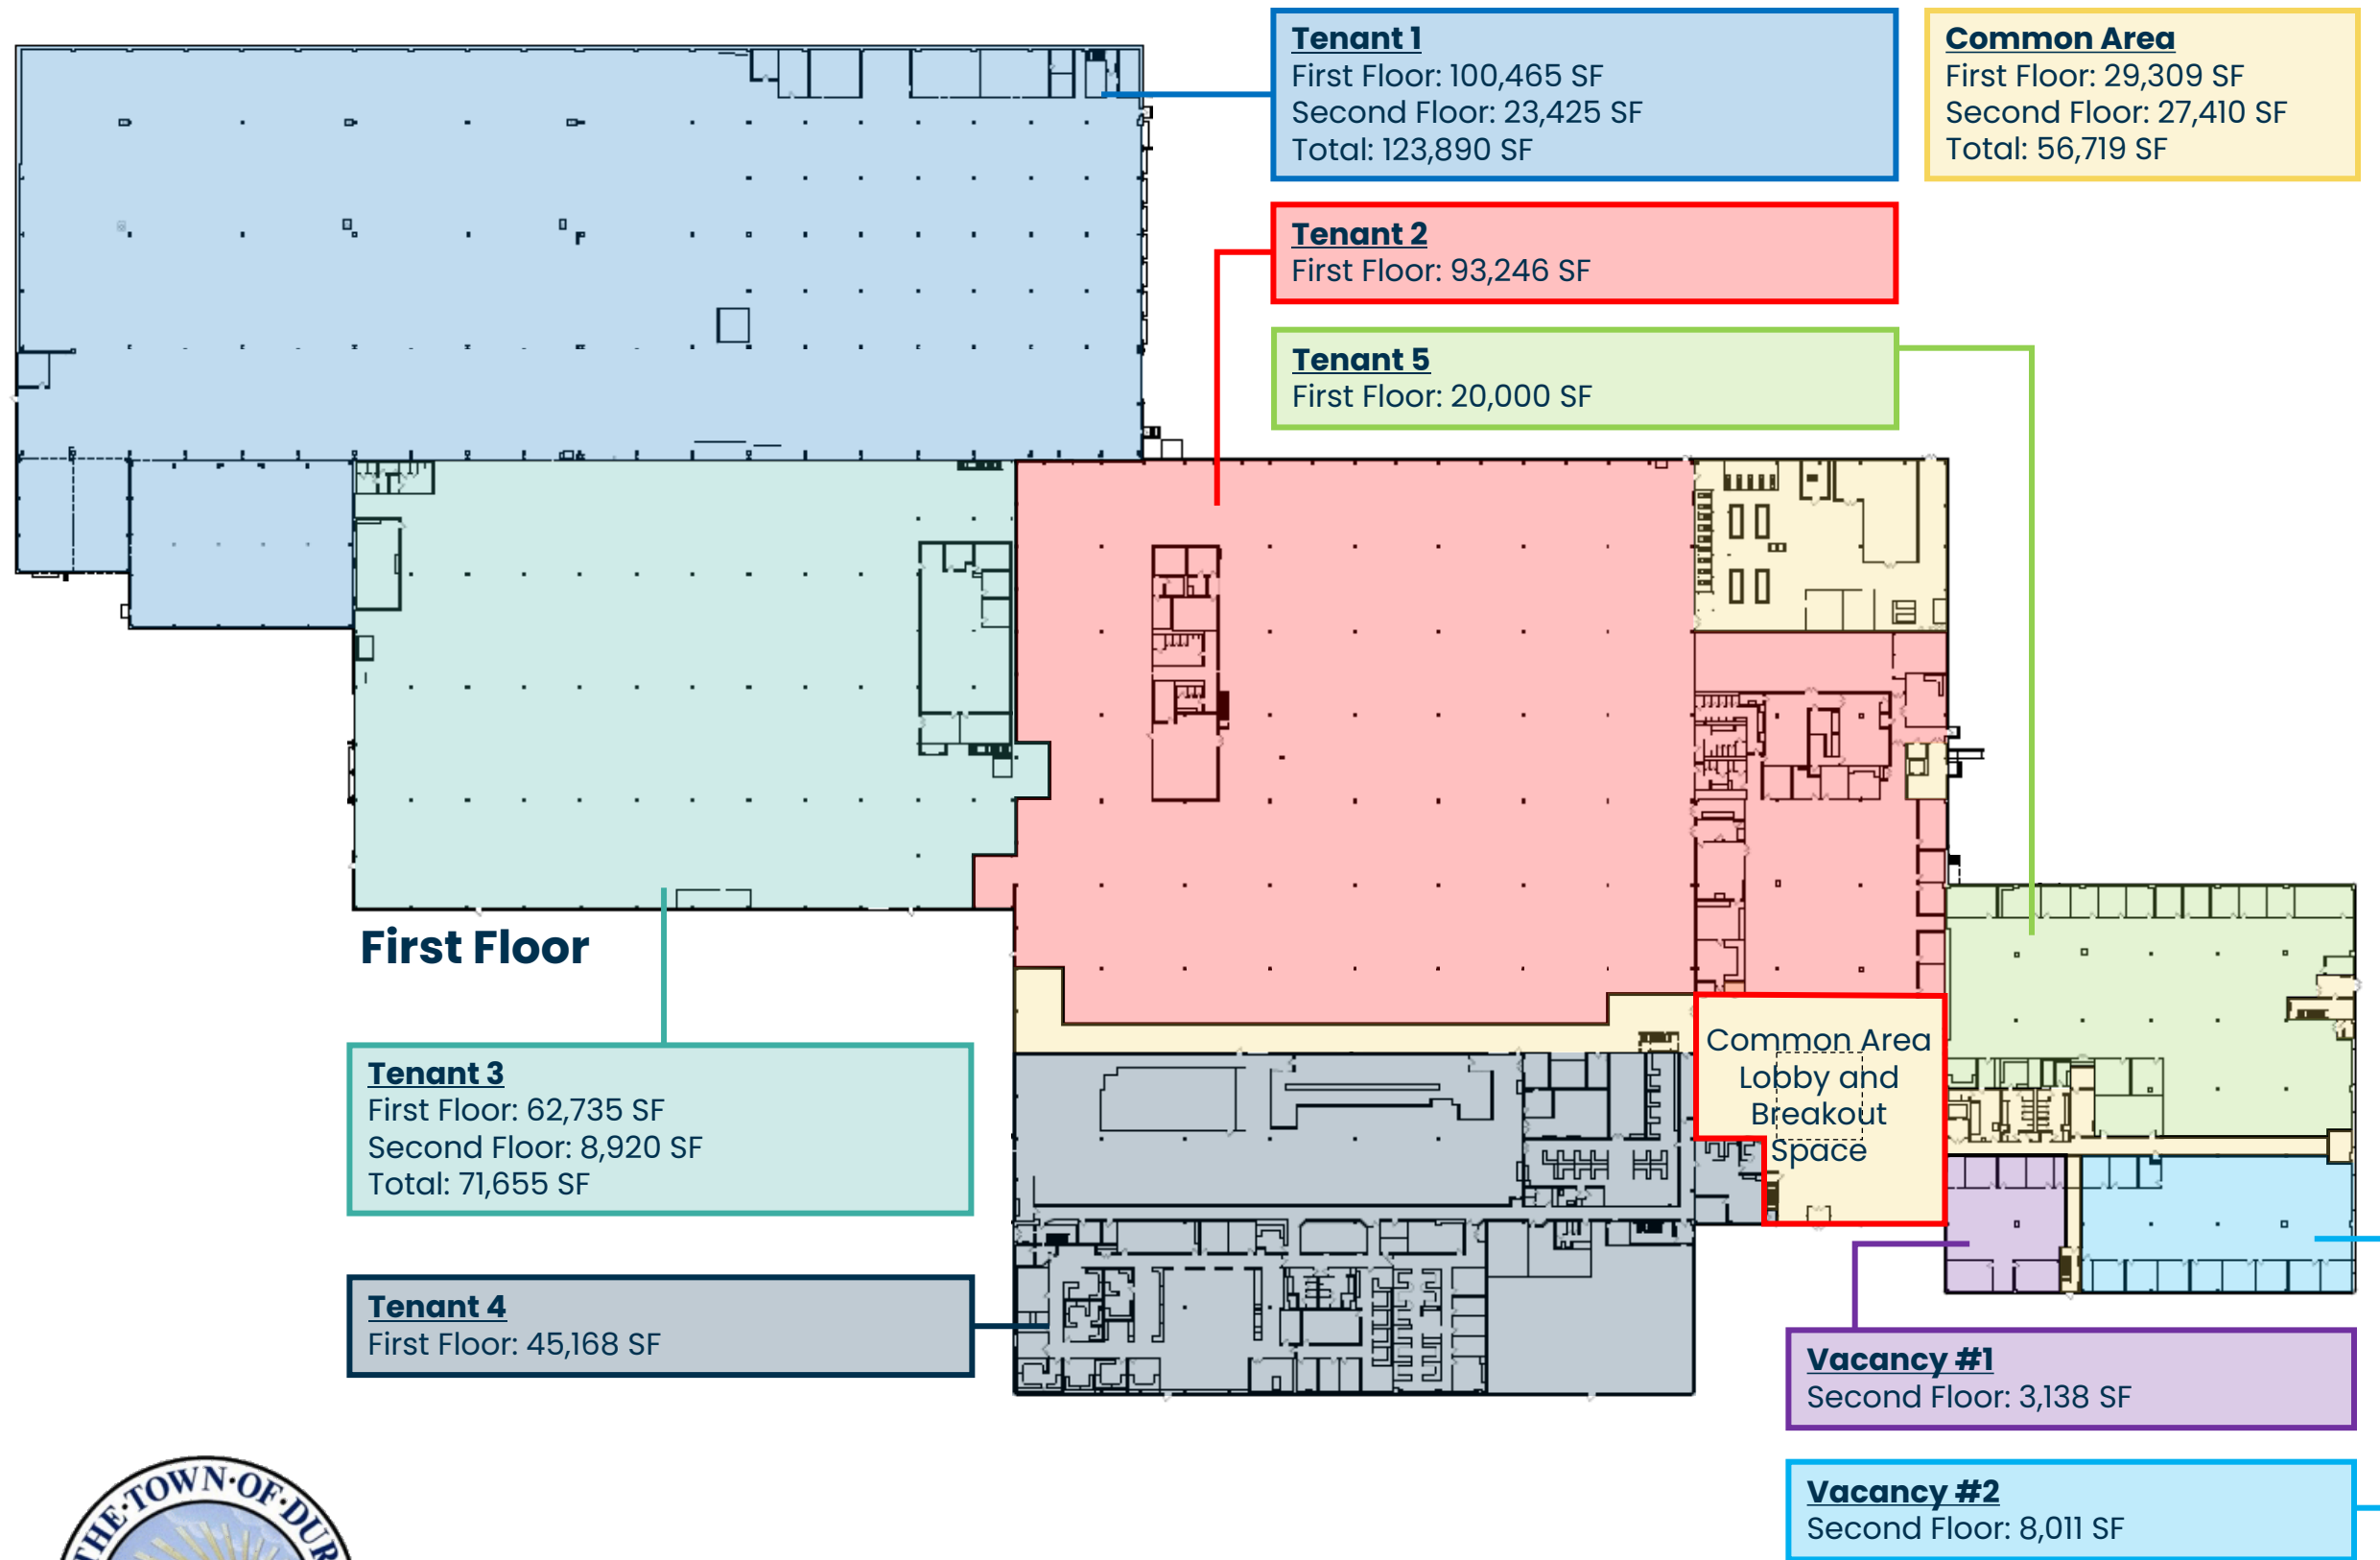 Tenant 1
First Floor: 100,465 SF
Second Floor: 23,425 SF
Total: 123,890 SF
Common Area
First Floor: 29,309 SF
Second Floor: 27,410 SF
Total: 56,719 SF
Tenant 2
First Floor: 93,246 SF
Tenant 5
First Floor: 20,000 SF
First Floor
Common Area
Lobby and
Breakout
Space
Tenant 3
First Floor: 62,735 SF
Second Floor: 8,920 SF
Total: 71,655 SF
Tenant 4
First Floor: 45,168 SF
Vacancy #1
Second Floor: 3,138 SF
Vacancy #2
Second Floor: 8,011 SF
THE·TOWN·OF·DUR